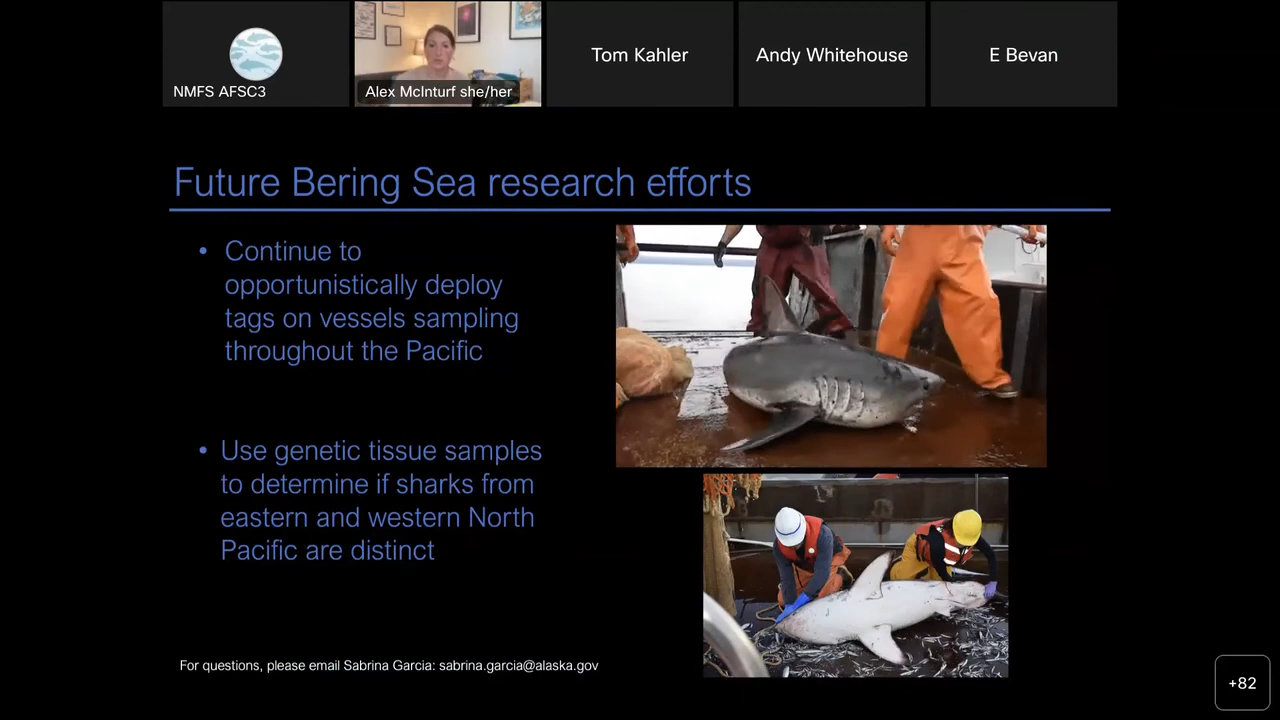 NMFS AFSC3
Alex McInturf she/her
Tom Kahler
Andy Whitehouse
E Bevan
Future Bering Sea research efforts
• Continue to
opportunistically deploy
tags on vessels sampling
throughout the Pacific
• Use genetic tissue samples
to determine if sharks from
eastern and western North
Pacific are distinct
For questions, please email Sabrina Garcia: sabrina.garcia@alaska.gov
+82